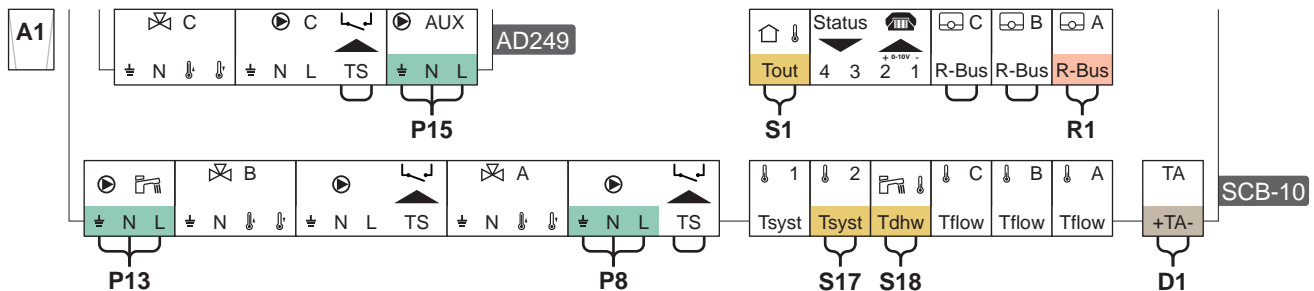 A1
C
C
AUX
AD249
N
N L TS
N L
P15
Status
C
B
A
+ 0-10V -
Tout 4 3 2 1 R-Bus R-Bus R-Bus
S1
R1
B
A
N L
N
N L TS
N
N L TS
P13
P8
1 2 C B A
Tsyst Tsyst Tdhw Tflow Tflow Tflow
S17 S18
TA
+TA-
D1
SCB-10